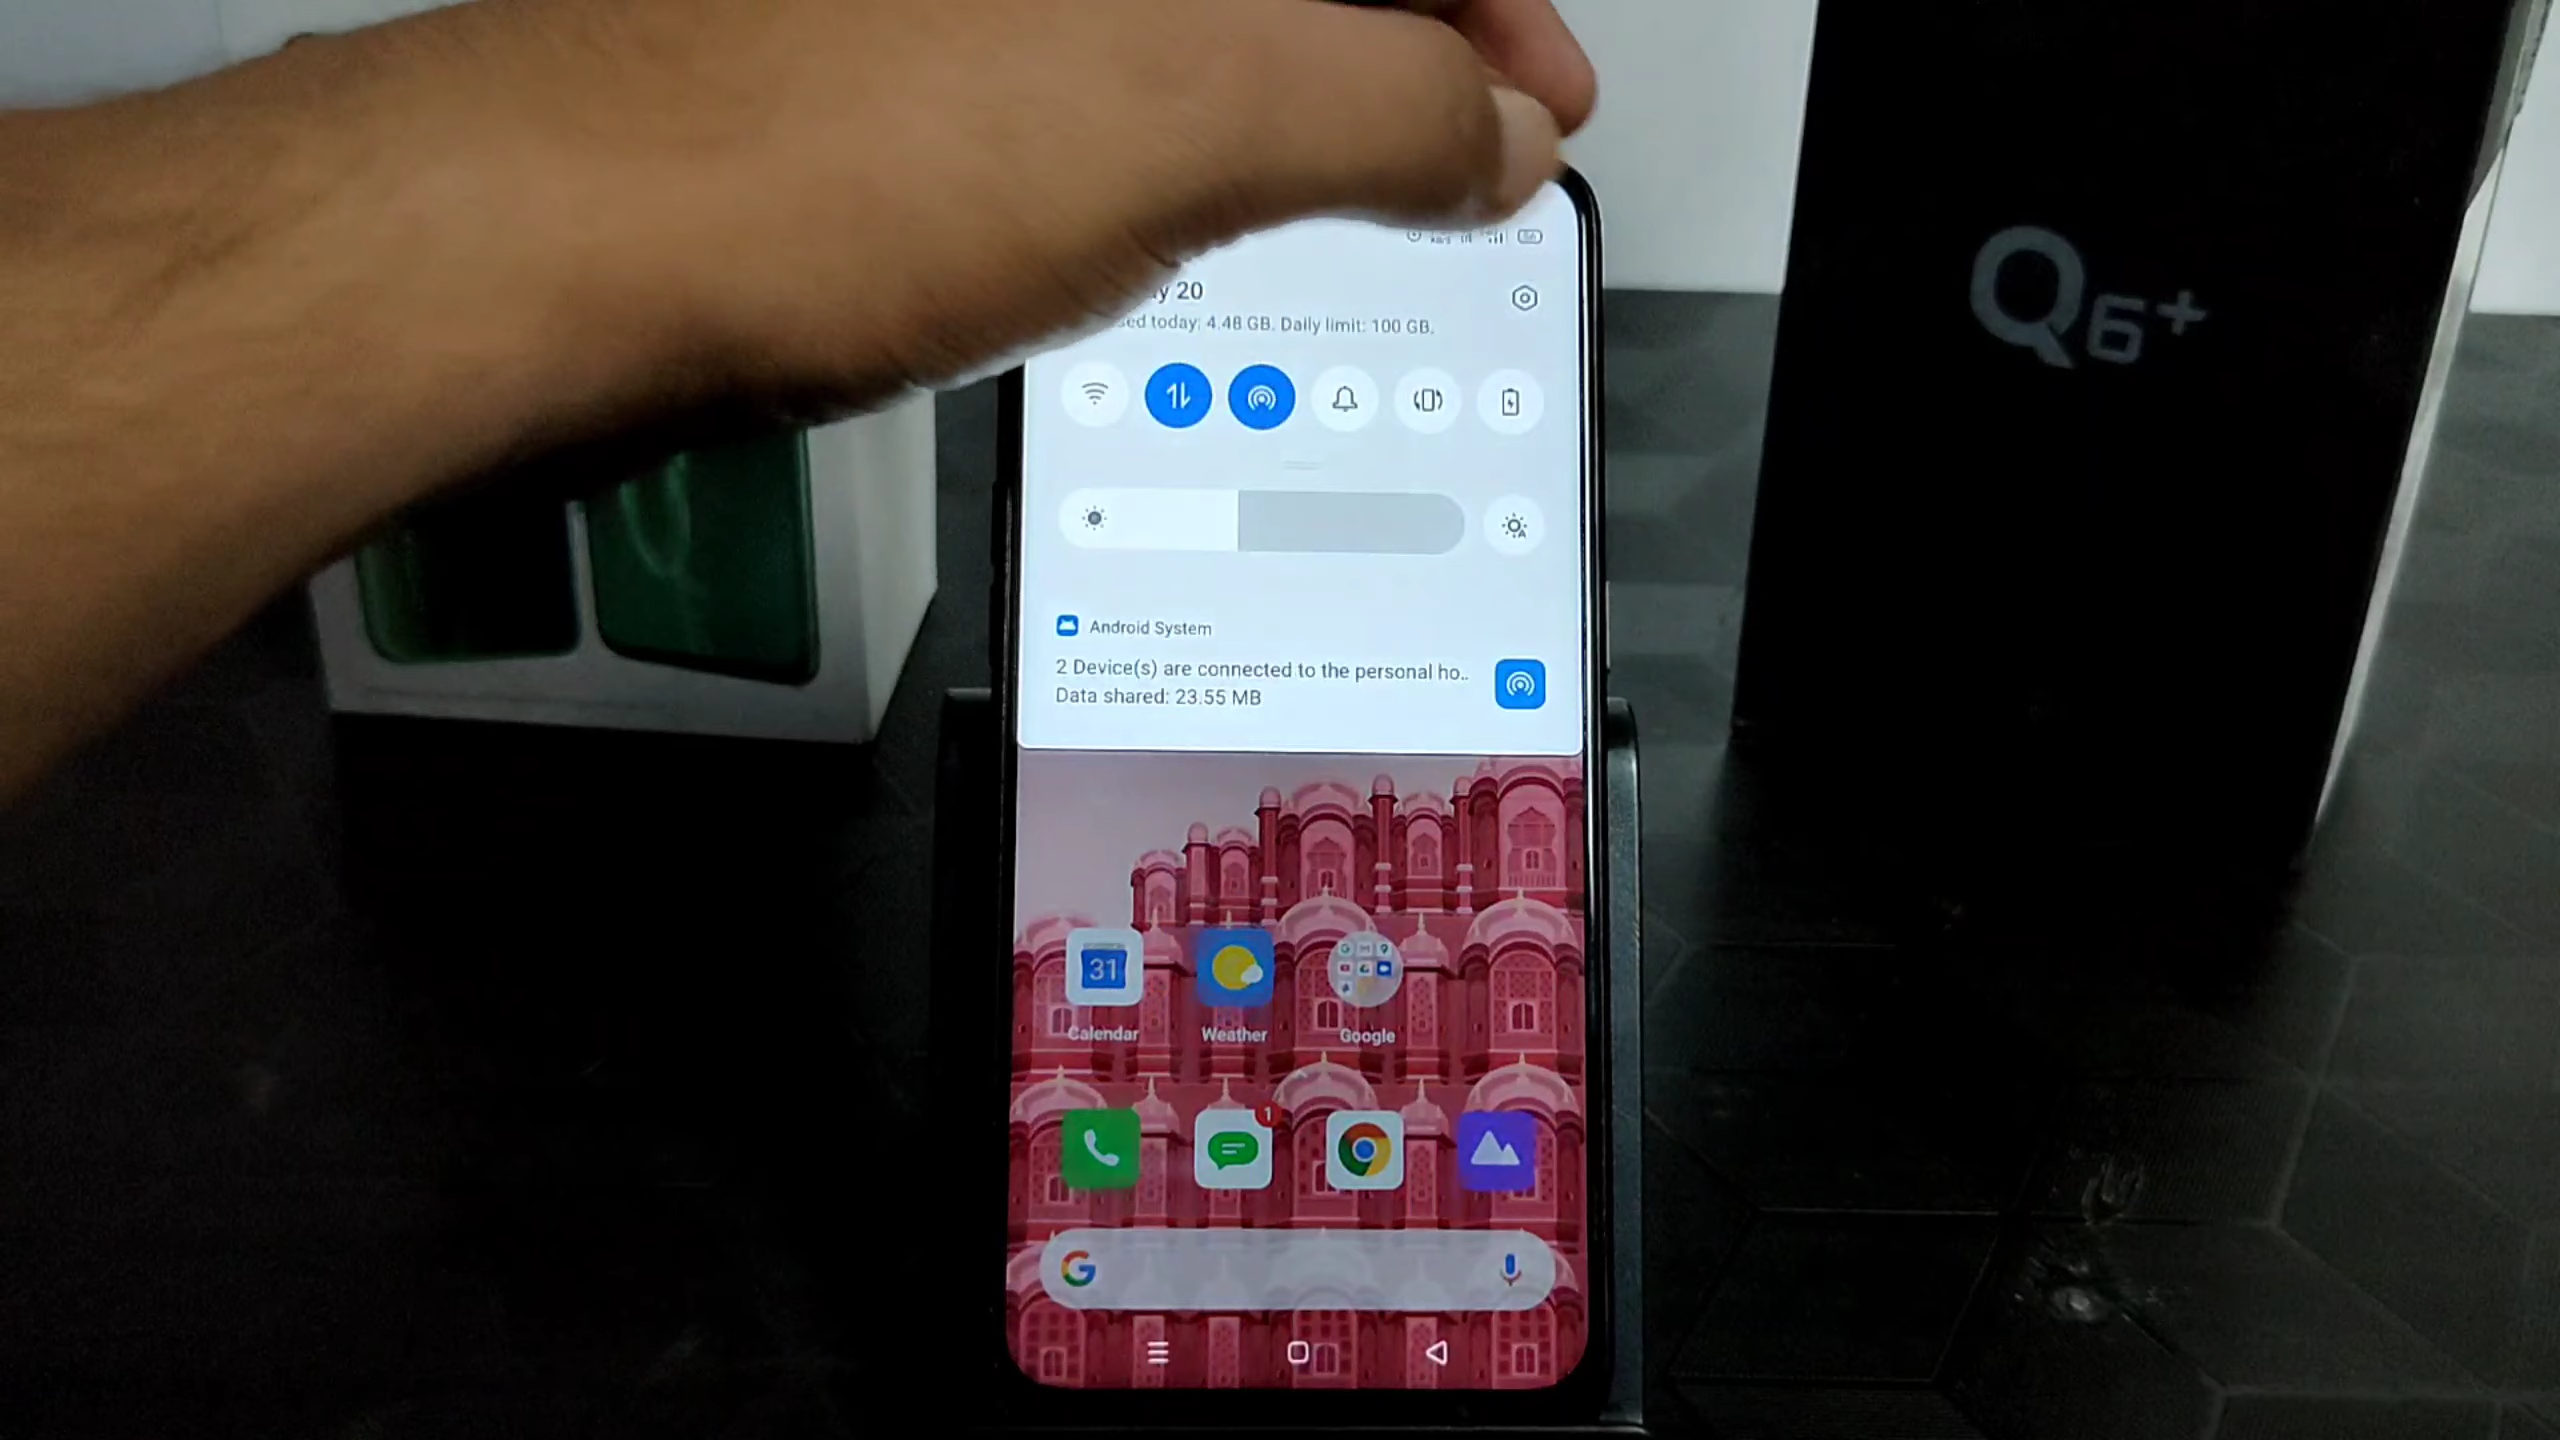 Q6+
20
today: 4.48 GB. Daily limit: 100 GB.
Android System
2 Device(s) are connected to the personal ho..
Data shared: 23.55 MB
31
Calendar
Weather
Google
1